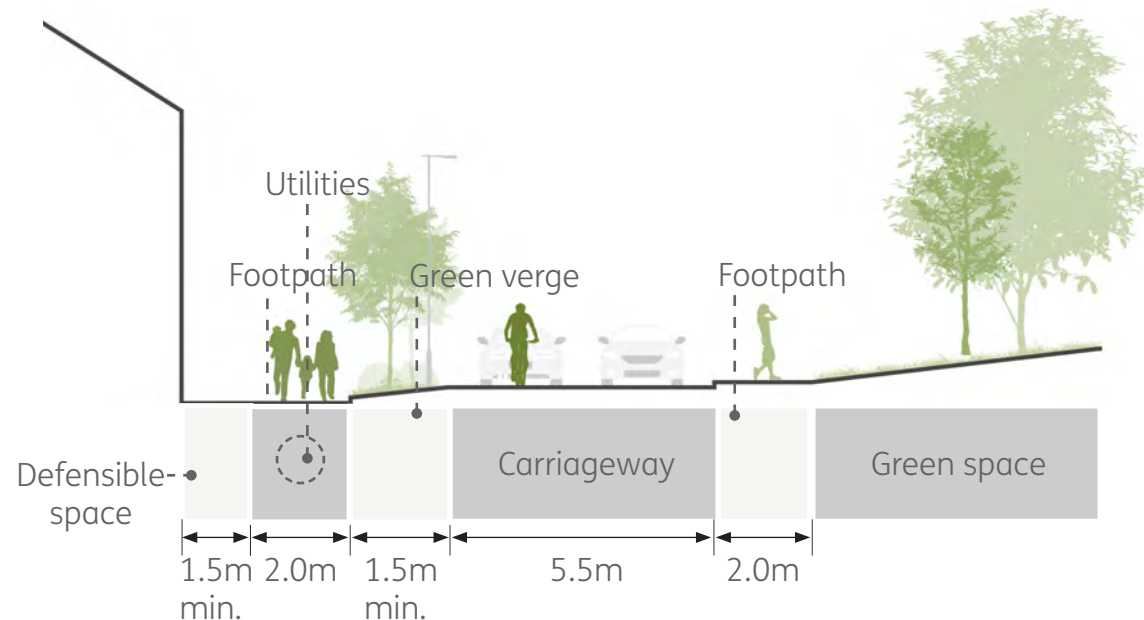 Utilities
Footpath
Green verge
Footpath
Defensible
space
Carriageway
Green space
1.5m
min.
2.0m
1.5m
min.
5.5m
2.0m